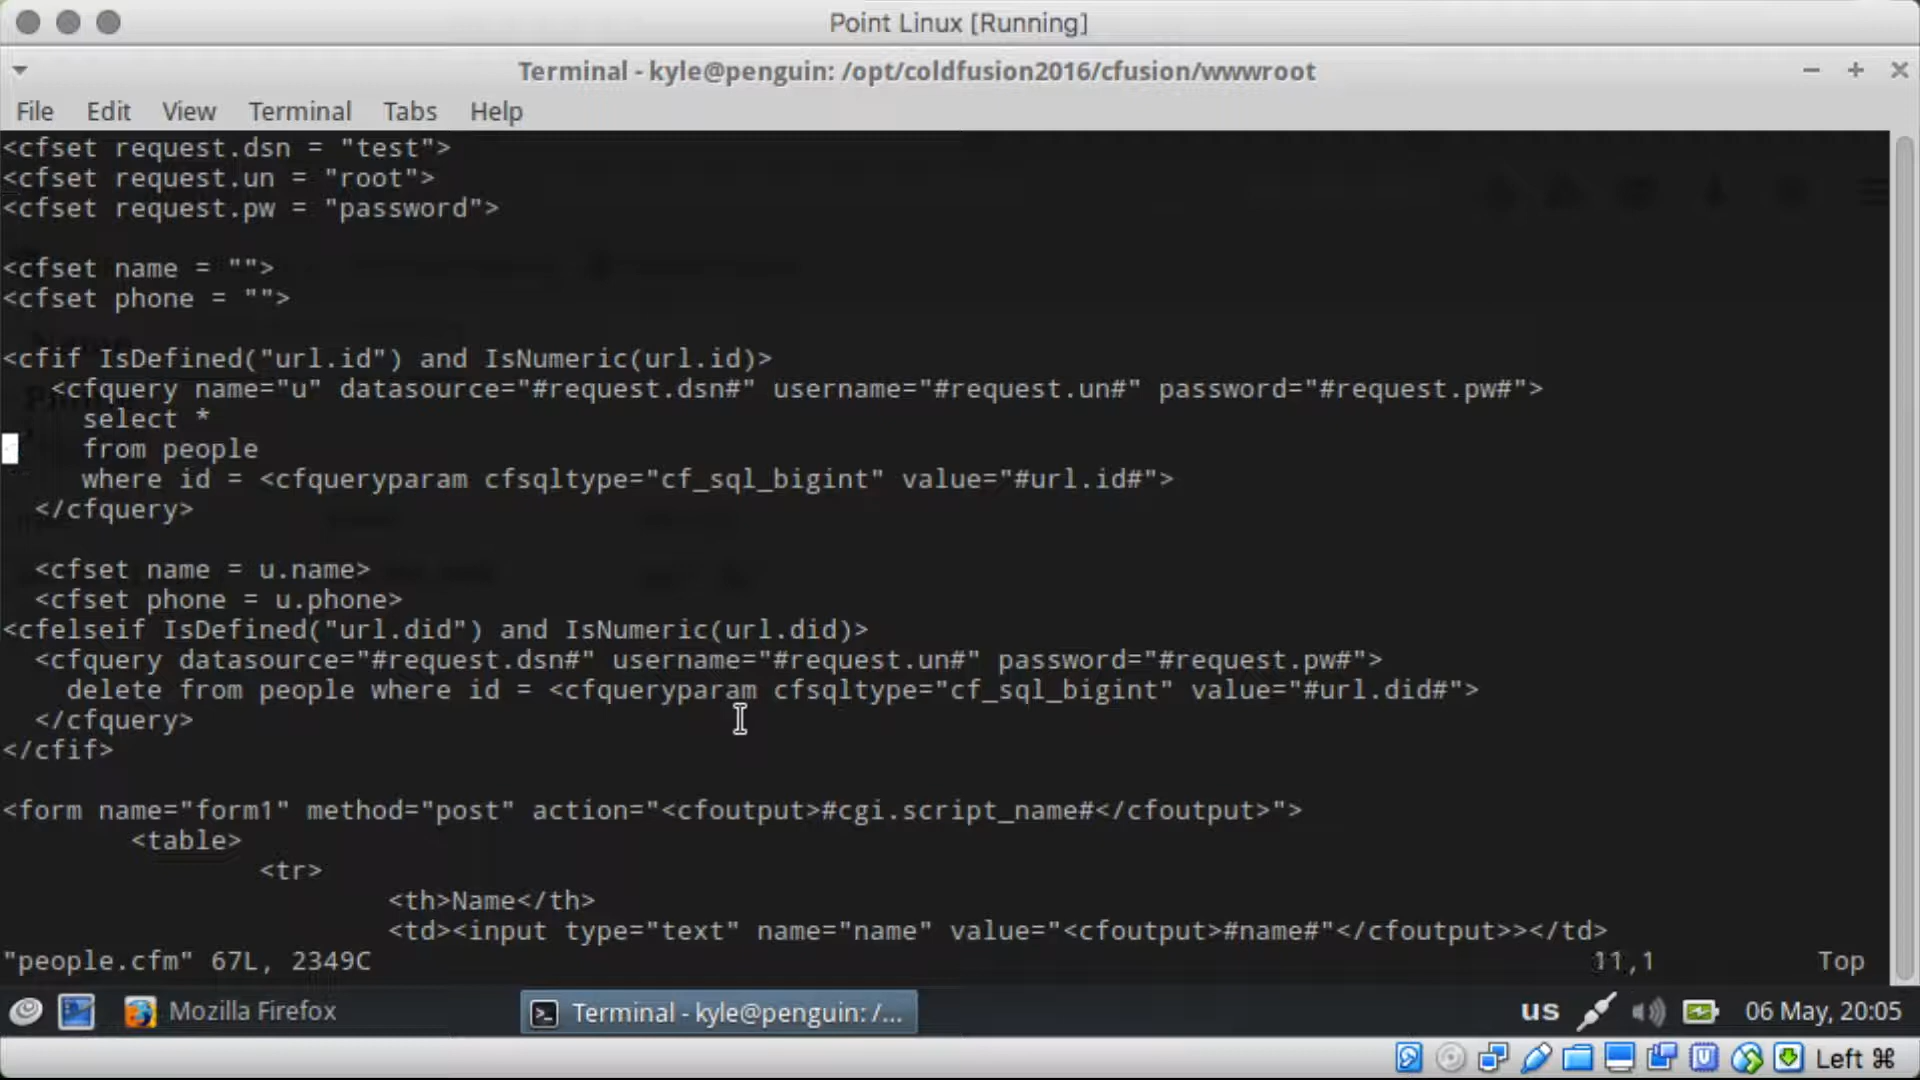 Point Linux [Running]
Terminal - kyle@penguin: /opt/coldfusion2016/cfusion/wwwroot
File Edit View Terminal Tabs Help
<cfset request.dsn = "test">
<cfset request.un = "root">
<cfset request.pw = "password">
<cfset name = "">
<cfset phone = "">
<cfif IsDefined("url.id") and IsNumeric(url.id)>
<cfquery name="u" datasource="#request.dsn#" username="#request.un#" password="#request.pw#">
select *
from people
where id = <cfqueryparam cfsqltype="cf_sql_bigint" value="#url.id#">
</cfquery>
<cfset name = u.name>
<cfset phone = u.phone>
<cfelseif IsDefined("url.did") and IsNumeric(url.did)>
<cfquery datasource="#request.dsn#" username="#request.un#" password="#request.pw#">
delete from people where id = <cfqueryparam cfsqltype="cf_sql_bigint" value="#url.did#">
</cfquery>
</cfif>
<form name="form1" method="post" action="<cfoutput>#cgi.script_name#</cfoutput>">
<table>
<tr>
<th>Name</th>
<td><input type="text" name="name" value="<cfoutput>#name#"</cfoutput>></td>
"people.cfm" 67L, 2349C 11,1 Top
Mozilla Firefox Terminal - kyle@penguin: /... us 06 May, 20:05
Left ⌘